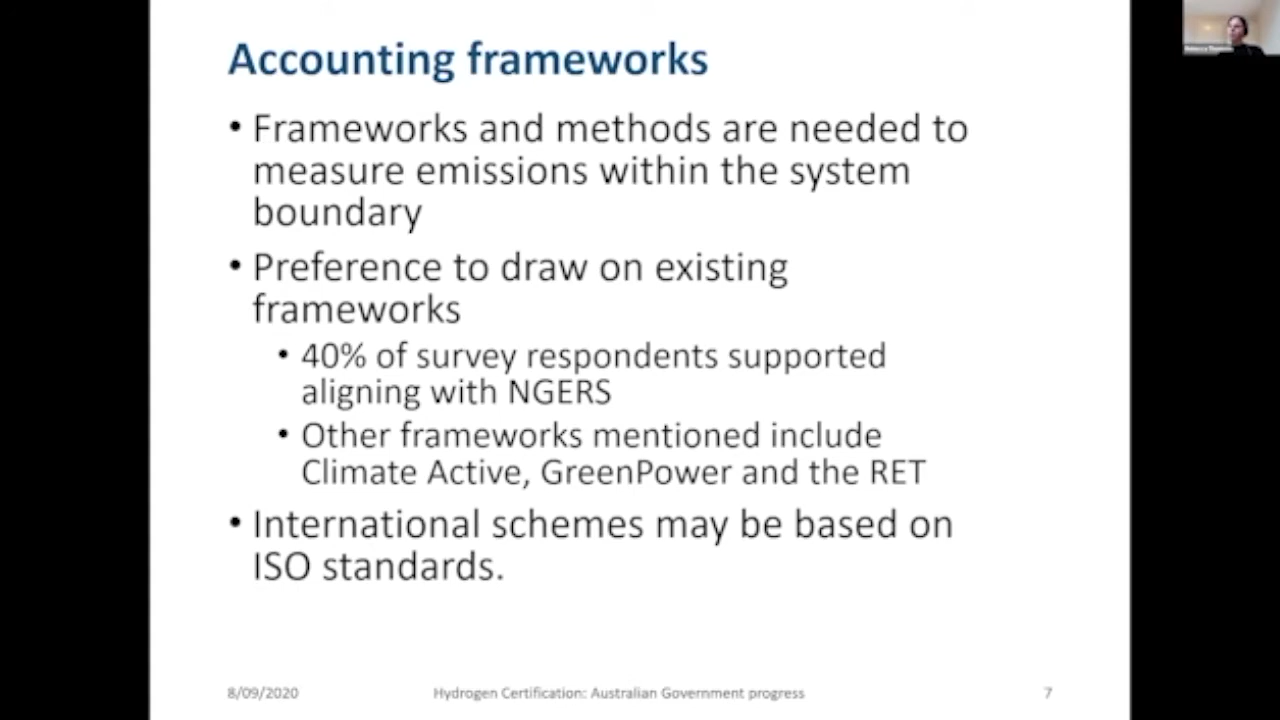 Accounting frameworks
• Frameworks and methods are needed to
measure emissions within the system
boundary
• Preference to draw on existing
frameworks
• 40% of survey respondents supported
aligning with NGERS
• Other frameworks mentioned include
Climate Active, GreenPower and the RET
• International schemes may be based on
ISO standards.
8/09/2020 Hydrogen Certification: Australian Government progress 7